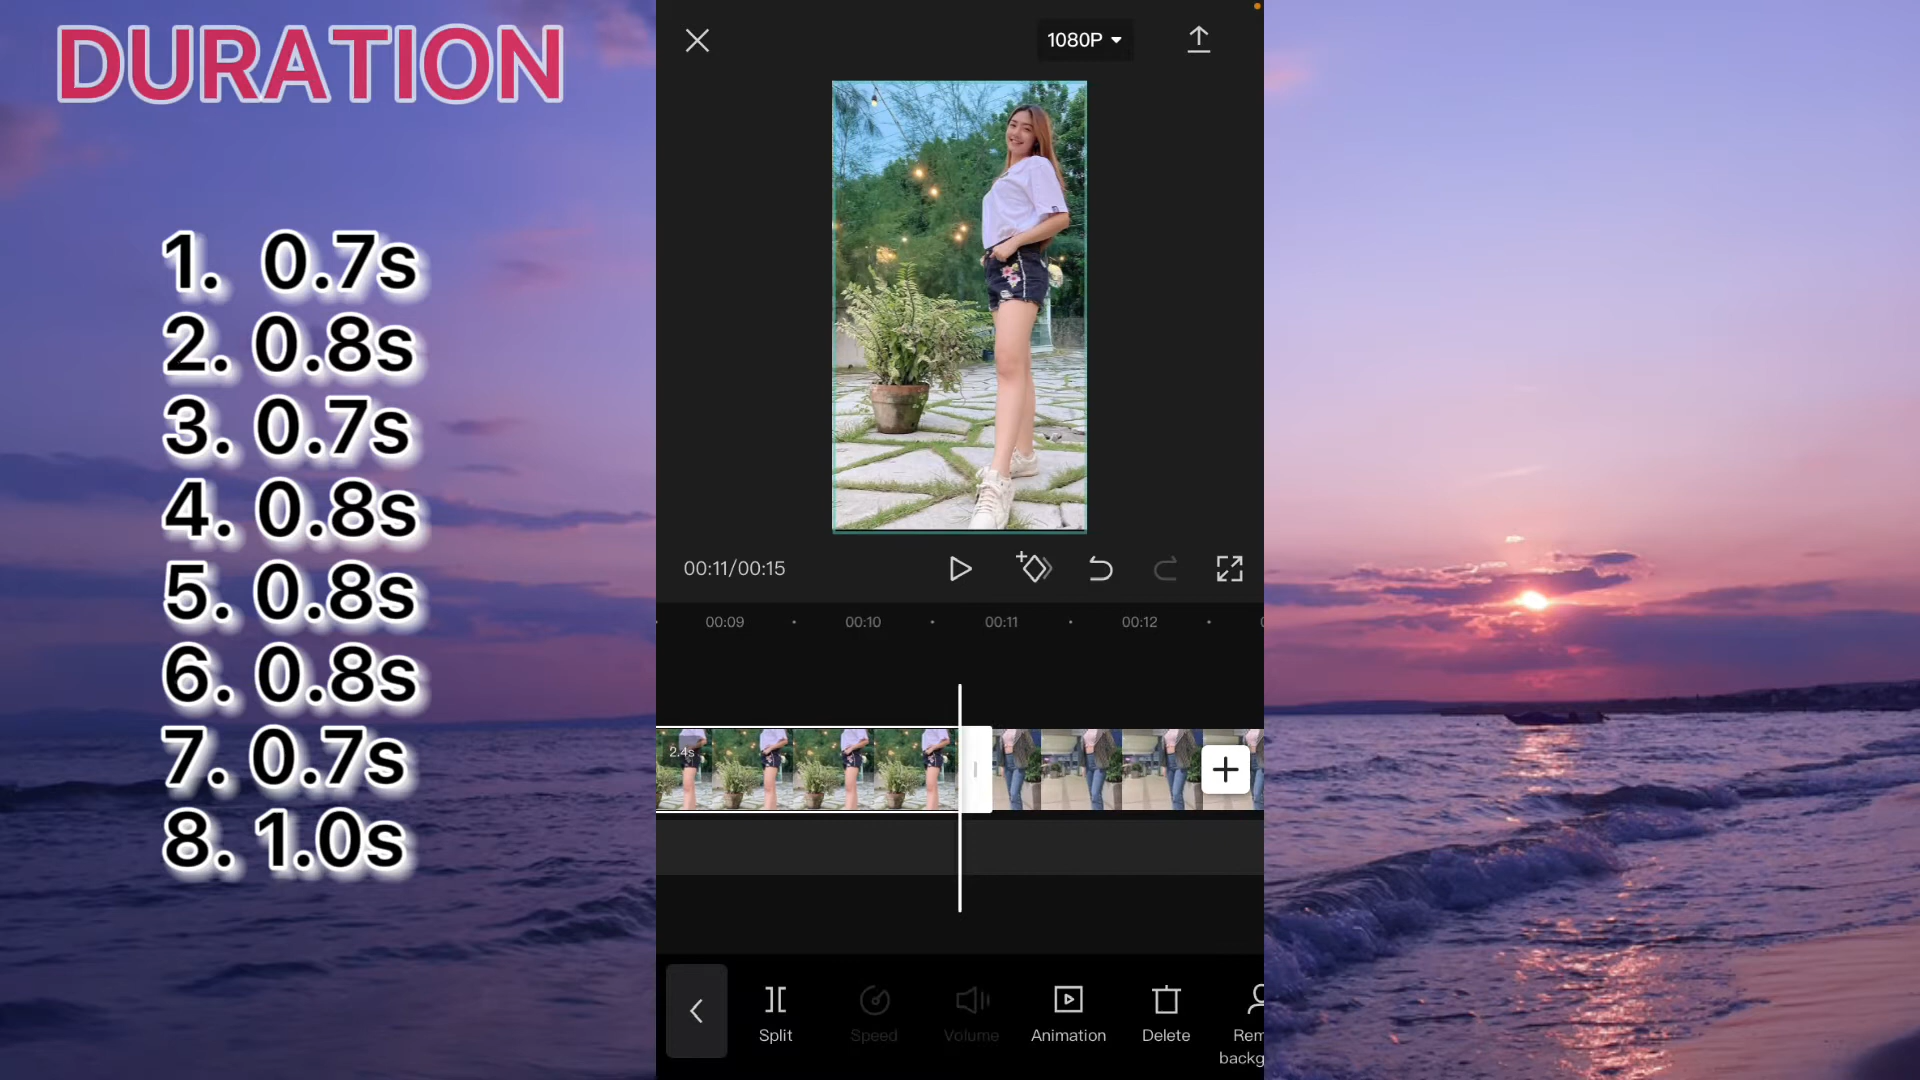 DURATION
1. 0.7s
2. 0.8s
3. 0.7s
4. 0.8s
5. 0.8s
6. 0.8s
7. 0.7s
8. 1.0s
1080P
00:11/00:15
00:09 00:10 00:11 00:12
2.4s
Split Speed Volume Animation Delete Rem
backg